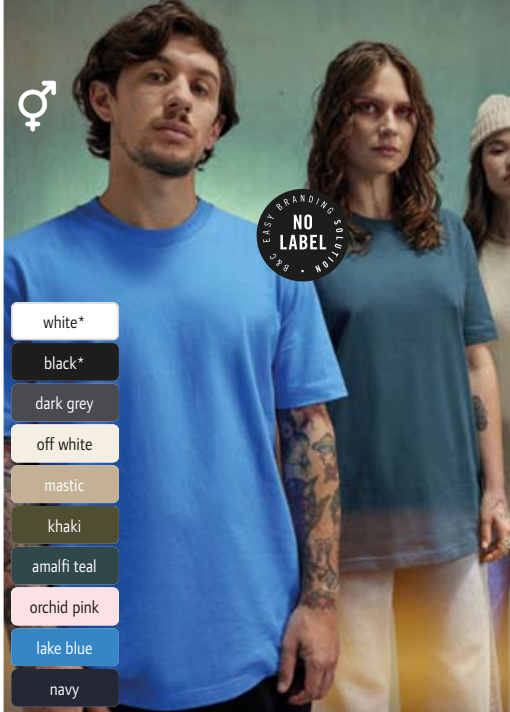 B&C EASY BRANDING SOLUTION •
NO
LABEL
white*
black*
dark grey
off white
mastic
khaki
amalfi teal
orchid pink
lake blue
navy